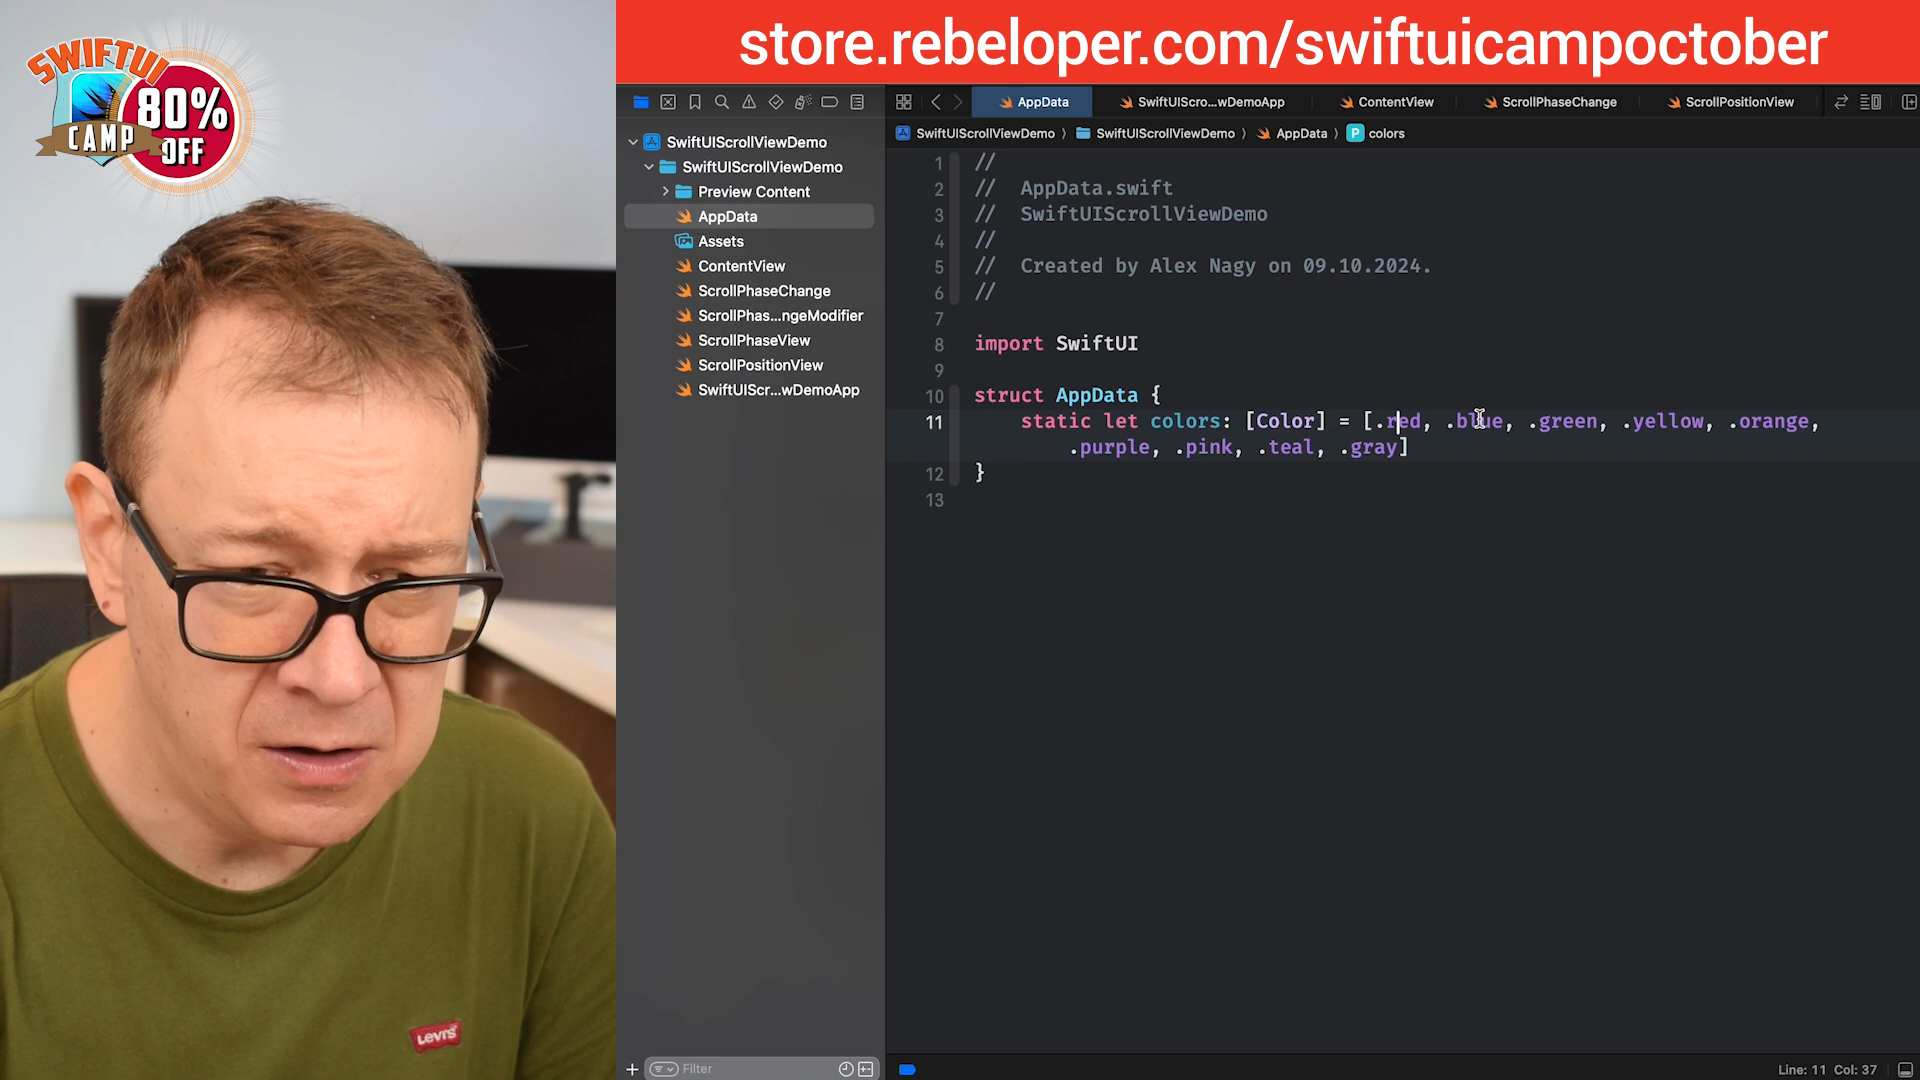 store.rebeloper.com/swiftuicampoctober
SWIFTUI
CAMP
80%
OFF
AppData
SwiftUIScro...wDemoApp
ContentView
ScrollPhaseChange
ScrollPositionView
SwiftUIScrollViewDemo
SwiftUIScrollViewDemo
Preview Content
AppData
Assets
ContentView
ScrollPhaseChange
ScrollPhas...ngeModifier
ScrollPhaseView
ScrollPositionView
SwiftUIScr...wDemoApp
Filter
SwiftUIScrollViewDemo 〉 SwiftUIScrollViewDemo 〉 AppData 〉 P colors
1 //
2 // AppData.swift
3 // SwiftUIScrollViewDemo
4 //
5 // Created by Alex Nagy on 09.10.2024.
6 //
7
8 import SwiftUI
9
10 struct AppData {
11 static let colors: [Color] = [.red, .blue, .green, .yellow, .orange,
.purple, .pink, .teal, .gray]
12 }
13
Line: 11 Col: 37
Levi's